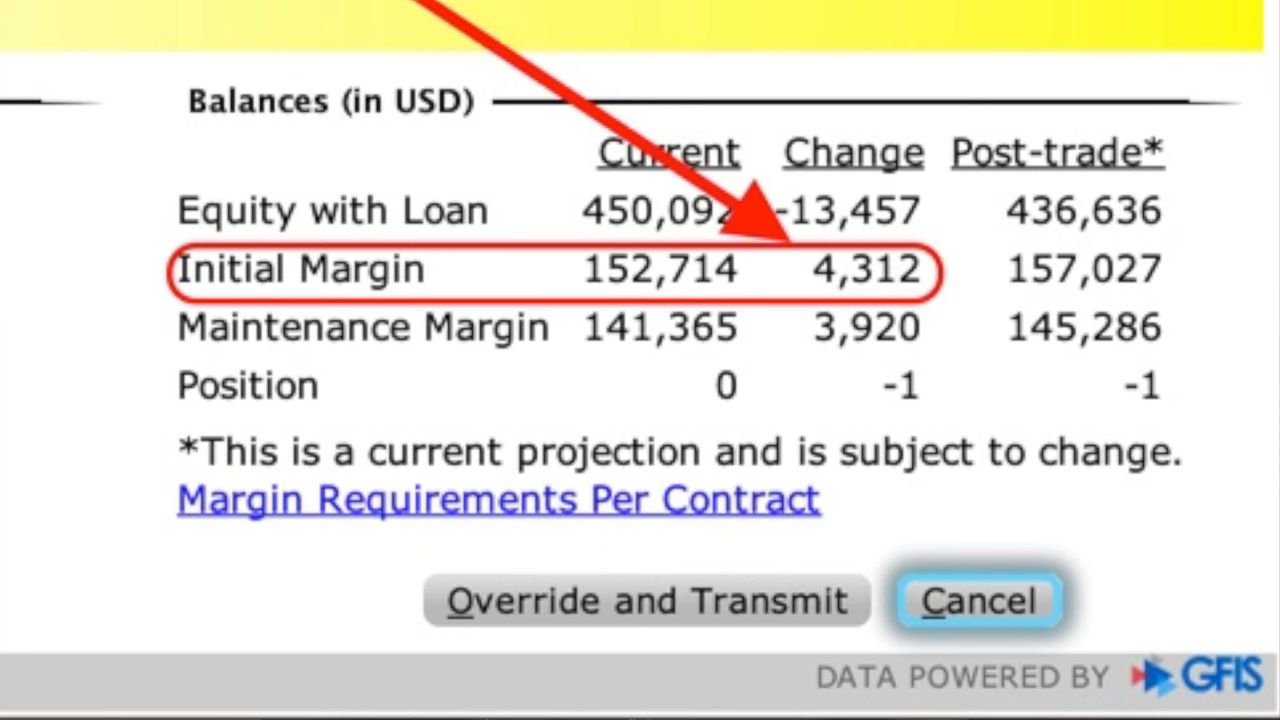 Balances (in USD)
Current Change Post-trade*
Equity with Loan 450,092 -13,457 436,636
Initial Margin 152,714 4,312 157,027
Maintenance Margin 141,365 3,920 145,286
Position 0 -1 -1
*This is a current projection and is subject to change.
Margin Requirements Per Contract
Override and Transmit Cancel
DATA POWERED BY GFIS